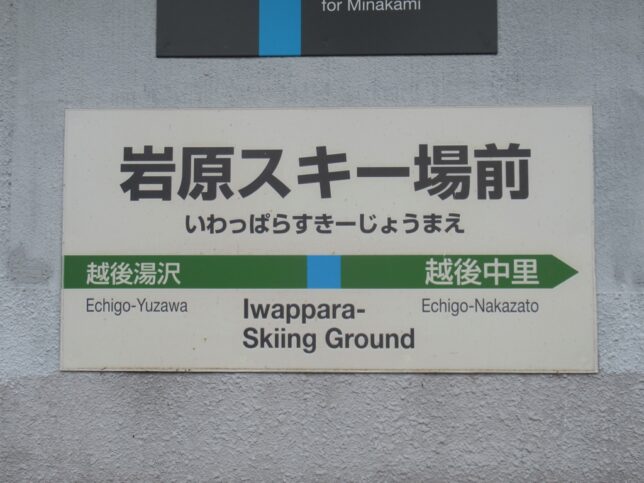 for Minakami
岩原スキー場前
いわっぱらすきーじょうまえ
越後湯沢
越後中里
Echigo-Yuzawa
Iwappara-
Skiing Ground
Echigo-Nakazato